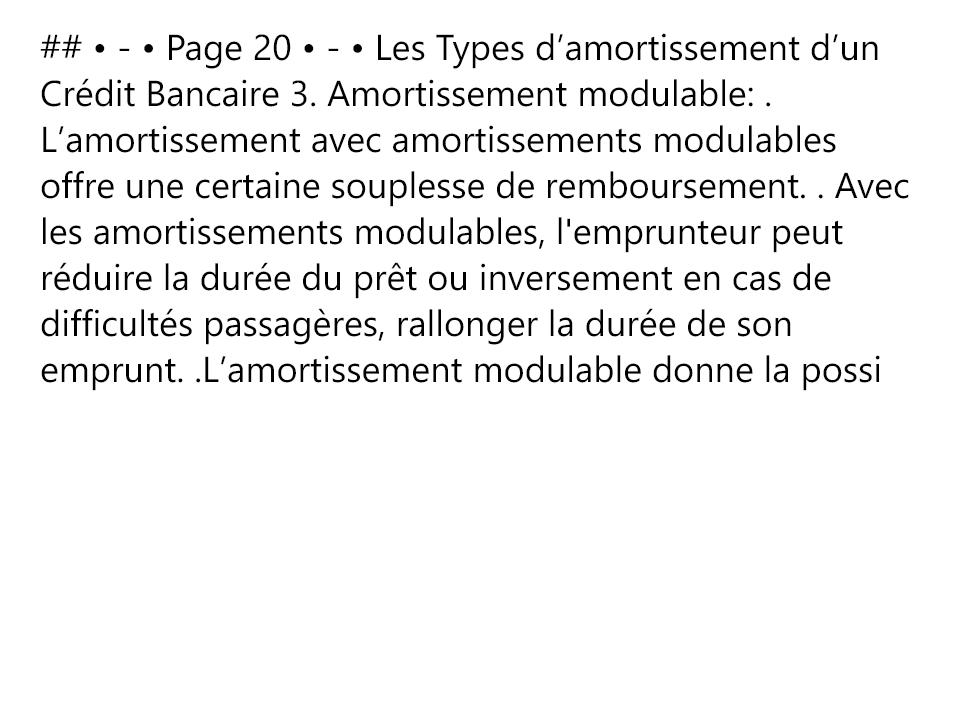 ## • - • Page 20 • - • Les Types d’amortissement d’un
Crédit Bancaire 3. Amortissement modulable: .
L’amortissement avec amortissements modulables
offre une certaine souplesse de remboursement. . Avec
les amortissements modulables, l'emprunteur peut
réduire la durée du prêt ou inversement en cas de
difficultés passagères, rallonger la durée de son
emprunt. .L’amortissement modulable donne la possi